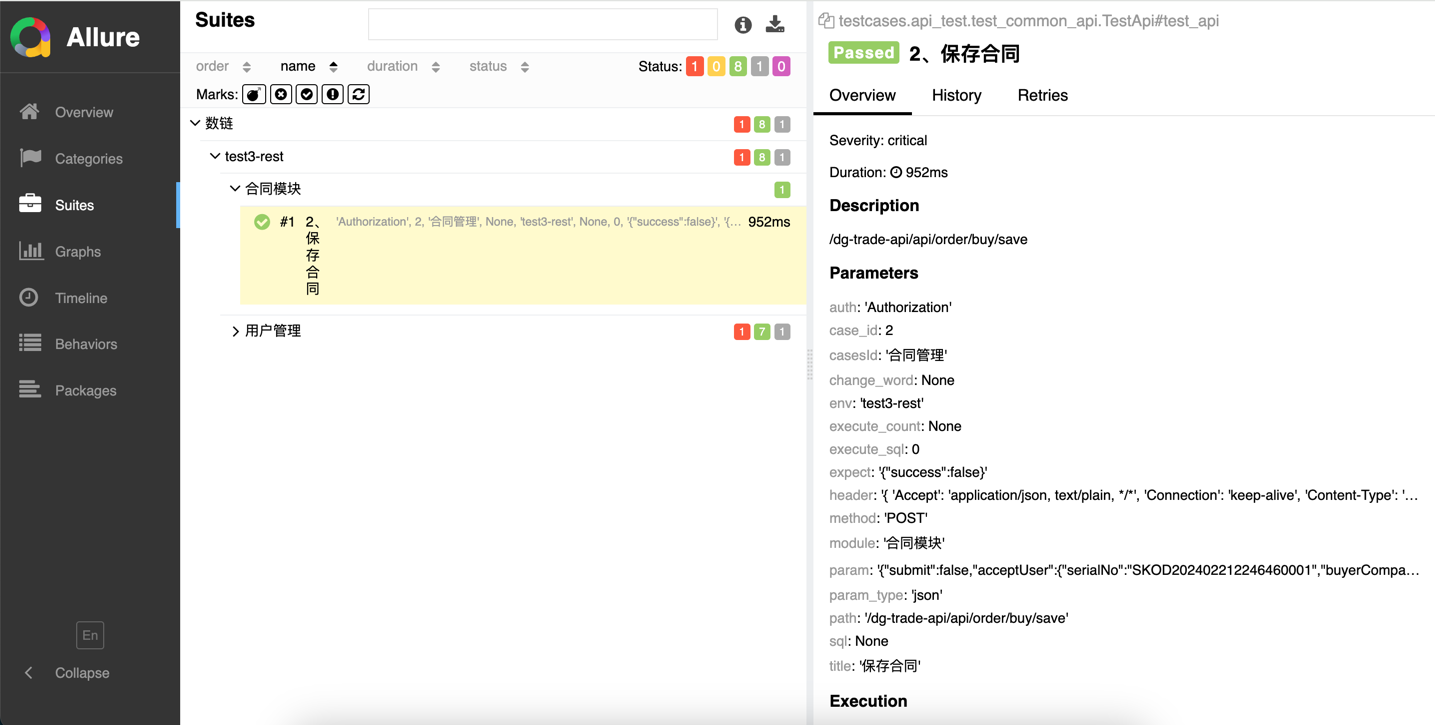 Allure
Overview
Categories
Suites
Graphs
Timeline
Behaviors
Packages
En
Collapse
Suites
order name duration status Status: 1 0 8 1 0
Marks:
数链 1 8 1
test3-rest 1 8 1
合同模块 1
#1 2、保存合同 'Authorization', 2, '合同管理', None, 'test3-rest', None, 0, '{"success":false}', '{… 952ms
用户管理 1 7 1
testcases.api_test.test_common_api.TestApi#test_api
Passed 2、保存合同
Overview History Retries
Severity: critical
Duration: 952ms
Description
/dg-trade-api/api/order/buy/save
Parameters
auth: 'Authorization'
case_id: 2
casesId: '合同管理'
change_word: None
env: 'test3-rest'
execute_count: None
execute_sql: 0
expect: '{"success":false}'
header: '{ 'Accept': 'application/json, text/plain, */*', 'Connection': 'keep-alive', 'Content-Type': '…
method: 'POST'
module: '合同模块'
param: '{"submit":false,"acceptUser":{"serialNo":"SKOD202402212246460001","buyerCompa…
param_type: 'json'
path: '/dg-trade-api/api/order/buy/save'
sql: None
title: '保存合同'
Execution